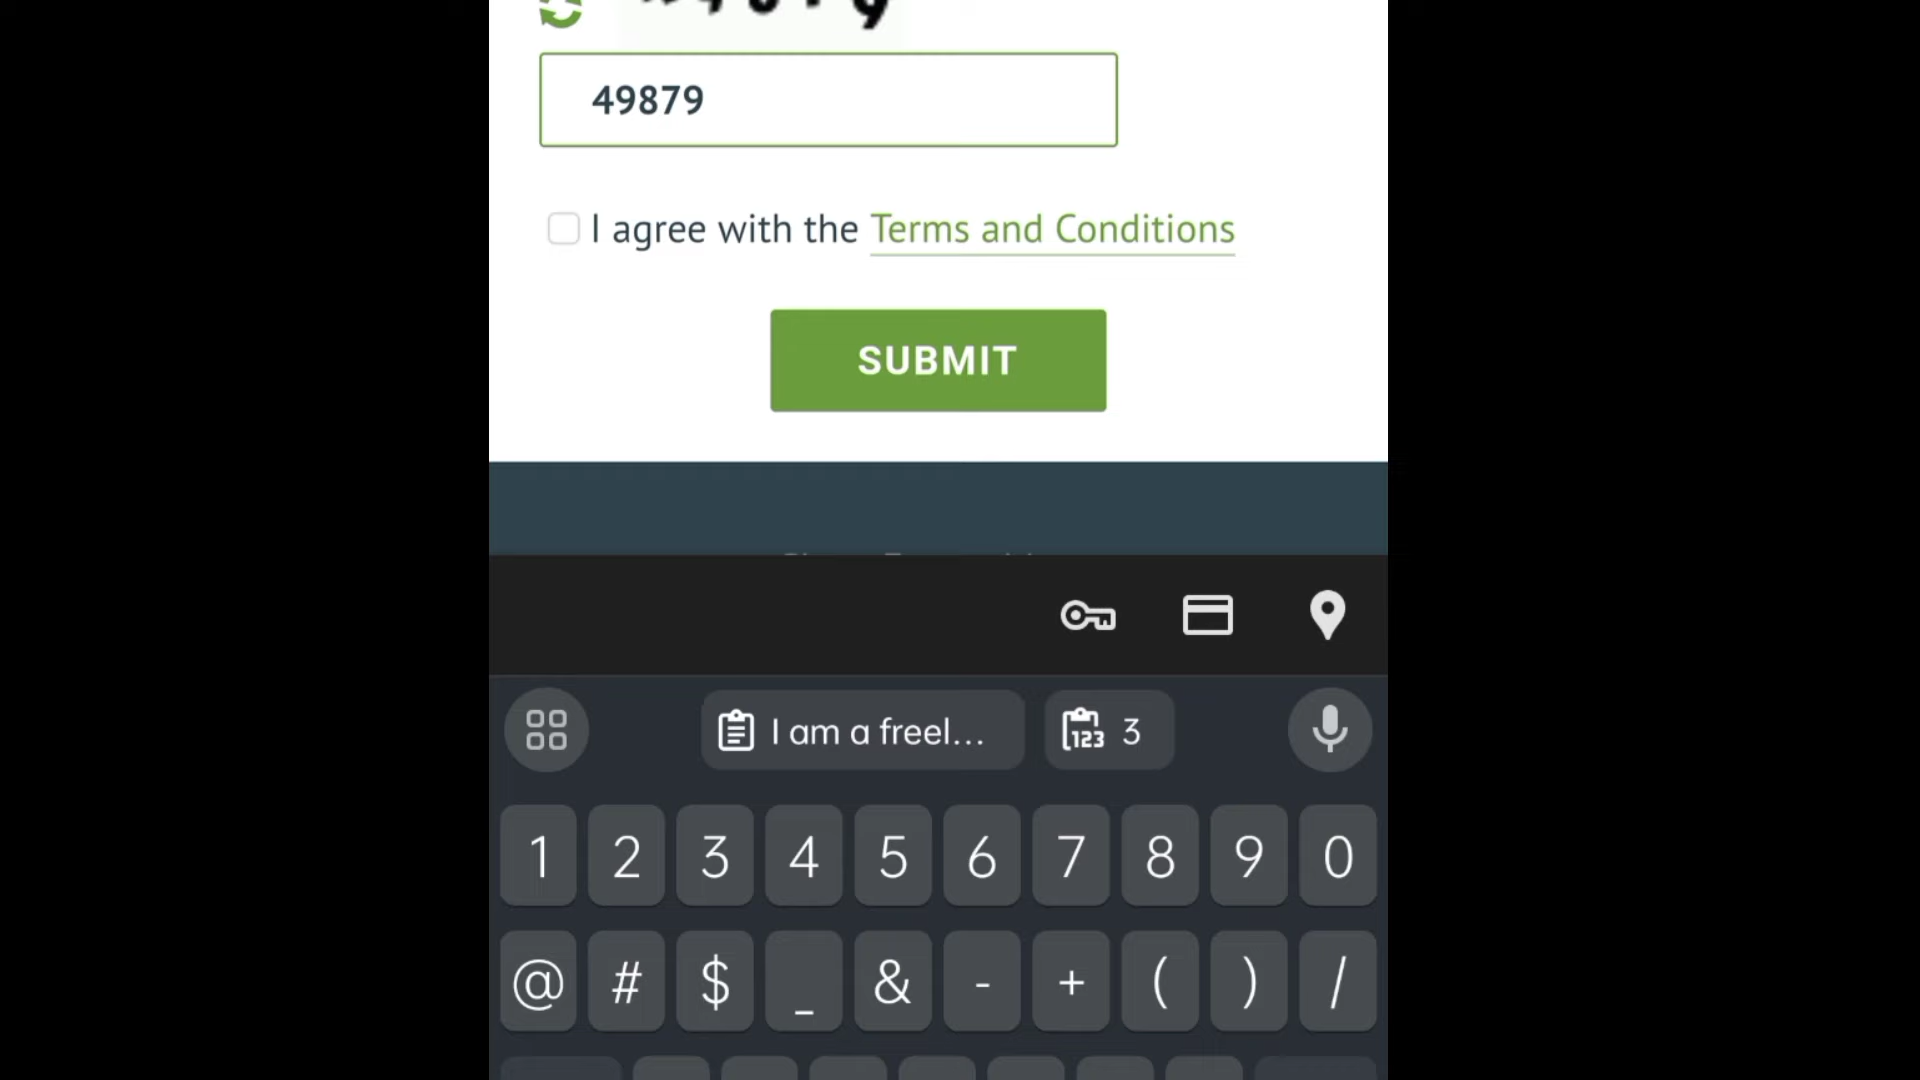 49879
I agree with the Terms and Conditions
SUBMIT
I am a freel...
3
1 2 3 4 5 6 7 8 9 0
@ # $ _ & - + ( ) /